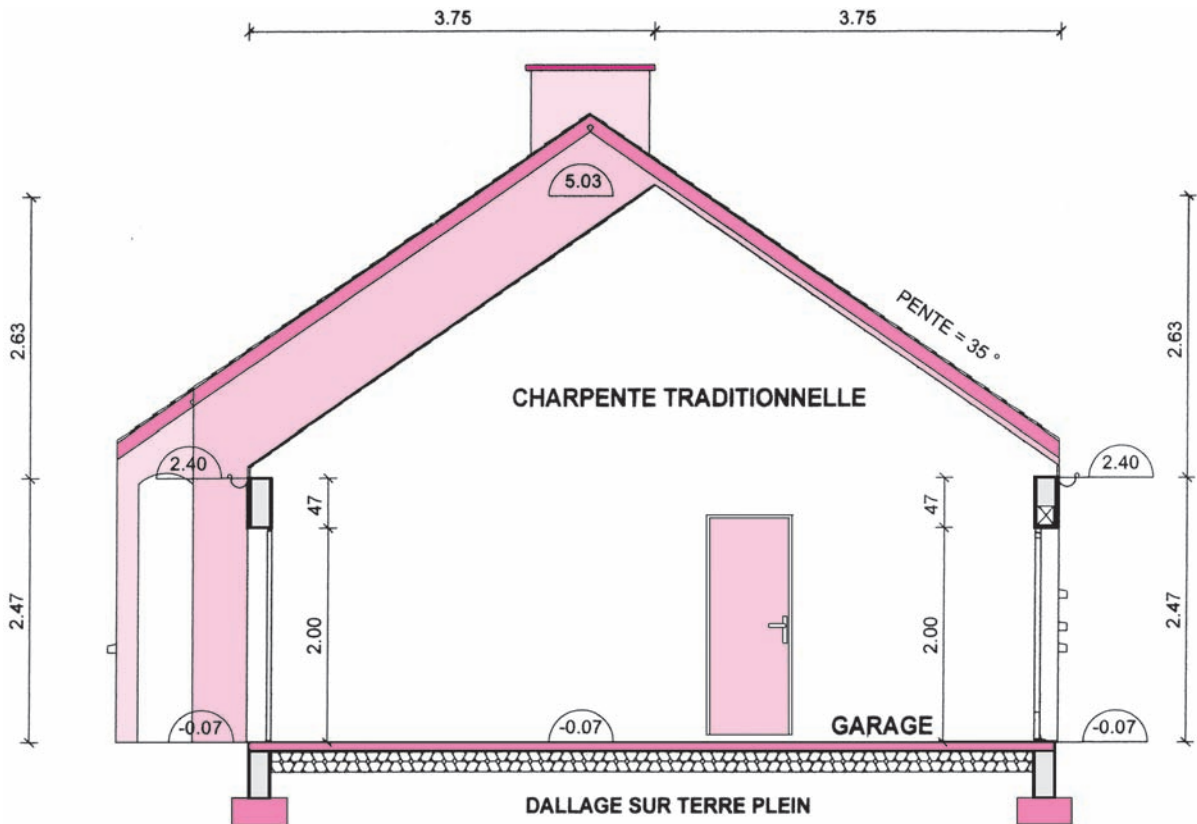 3.75 3.75
5.03
2.63
PENTE = 35 °
2.63
CHARPENTE TRADITIONNELLE
2.40 2.40
47 47
2.47 2.00 2.00 2.47
GARAGE
-0.07 -0.07 -0.07
DALLAGE SUR TERRE PLEIN